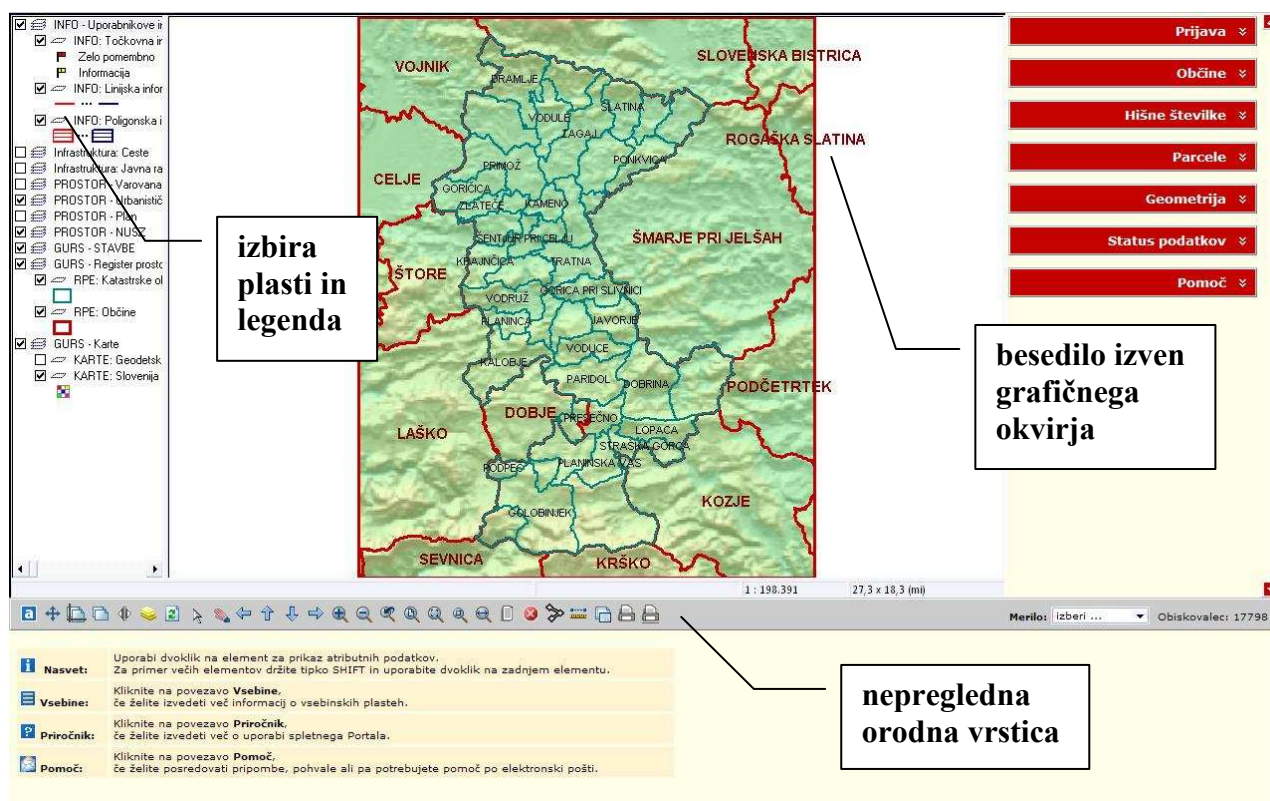 INFO - Uporabnikove ir
INFO: Točkovna ir
Zelo pomembno
Informacija
INFO: Linijska infor
INFO: Poligonska i
Infrastruktura: Ceste
Infrastruktura: Javna ra
PROSTOR - Varovana
PROSTOR - Urbanistič
PROSTOR - Plan
PROSTOR - NUSZ
GURS - STAVBE
GURS - Register prosto
RPE: Katastrske ob
RPE: Občine
GURS - Karte
KARTE: Geodetsk
KARTE: Slovenija
izbira
plasti in
legenda
VOJNIK
SLOVENSKA BISTRICA
DRAMLJE
SLATINA
VODULE
ZAGAJ
ROGAŠKA SLATINA
PRIMOŽ
PONKVICA
CELJE
GORIČICA
ZLATEČE
KAMENO
ŠENTJUR PRI CELJU
ŠMARJE PRI JELŠAH
KRAJNČICA
TRATNA
ŠTORE
GORICA PRI SLIVNICI
VODRUŽ
PLANINCA
JAVORJE
VODUCE
KALOBJE
PARIDOL
DOBRINA
PODČETRTEK
DOBJE
PRESEČNO
LAŠKO
LOPACA
STRAŠKA GORCA
PODPEČ
PLANINSKA VAS
KOZJE
GOLOBINJEK
SEVNICA
KRŠKO
1 : 198.391
27,3 x 18,3 (mi)
Prijava
Občine
Hišne številke
Parcele
Geometrija
Status podatkov
Pomoč
besedilo izven
grafičnega
okvirja
a
Merilo: izberi ...
Obiskovalec: 17798
Nasvet:
Uporabi dvoklik na element za prikaz atributnih podatkov.
Za primer večih elementov držite tipko SHIFT in uporabite dvoklik na zadnjem elementu.
Vsebine:
Kliknite na povezavo Vsebine,
če želite izvedeti več informacij o vsebinskih plasteh.
Priročnik:
Kliknite na povezavo Priročnik,
če želite izvedeti več o uporabi spletnega Portala.
Pomoč:
Kliknite na povezavo Pomoč,
če želite posredovati pripombe, pohvale ali pa potrebujete pomoč po elektronski pošti.
nepregledna
orodna vrstica